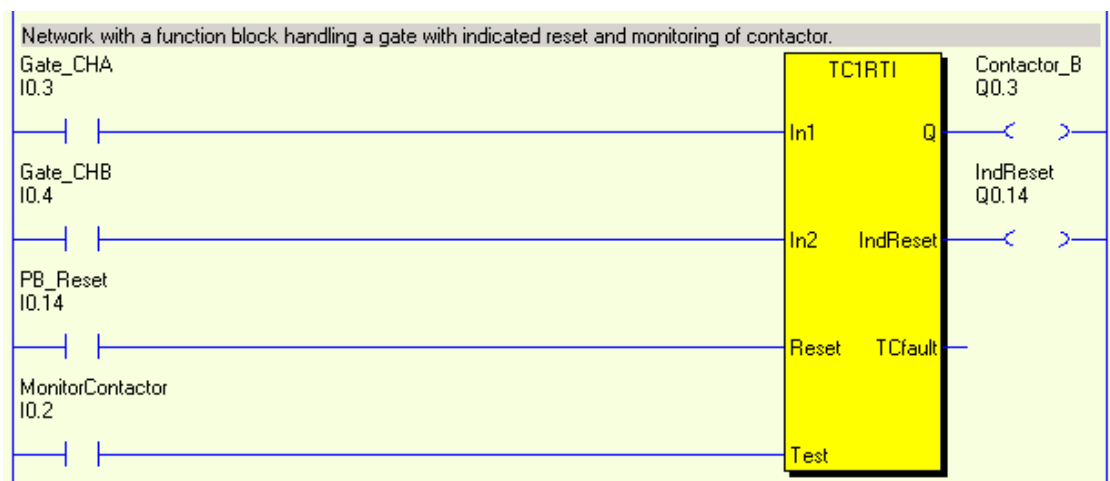 Network with a function block handling a gate with indicated reset and monitoring of contactor.
Gate_CHA
I0.3
TC1RTI
Contactor_B
Q0.3
In1 Q
Gate_CHB
I0.4
IndReset
Q0.14
In2 IndReset
PB_Reset
I0.14
Reset TCfault
MonitorContactor
I0.2
Test